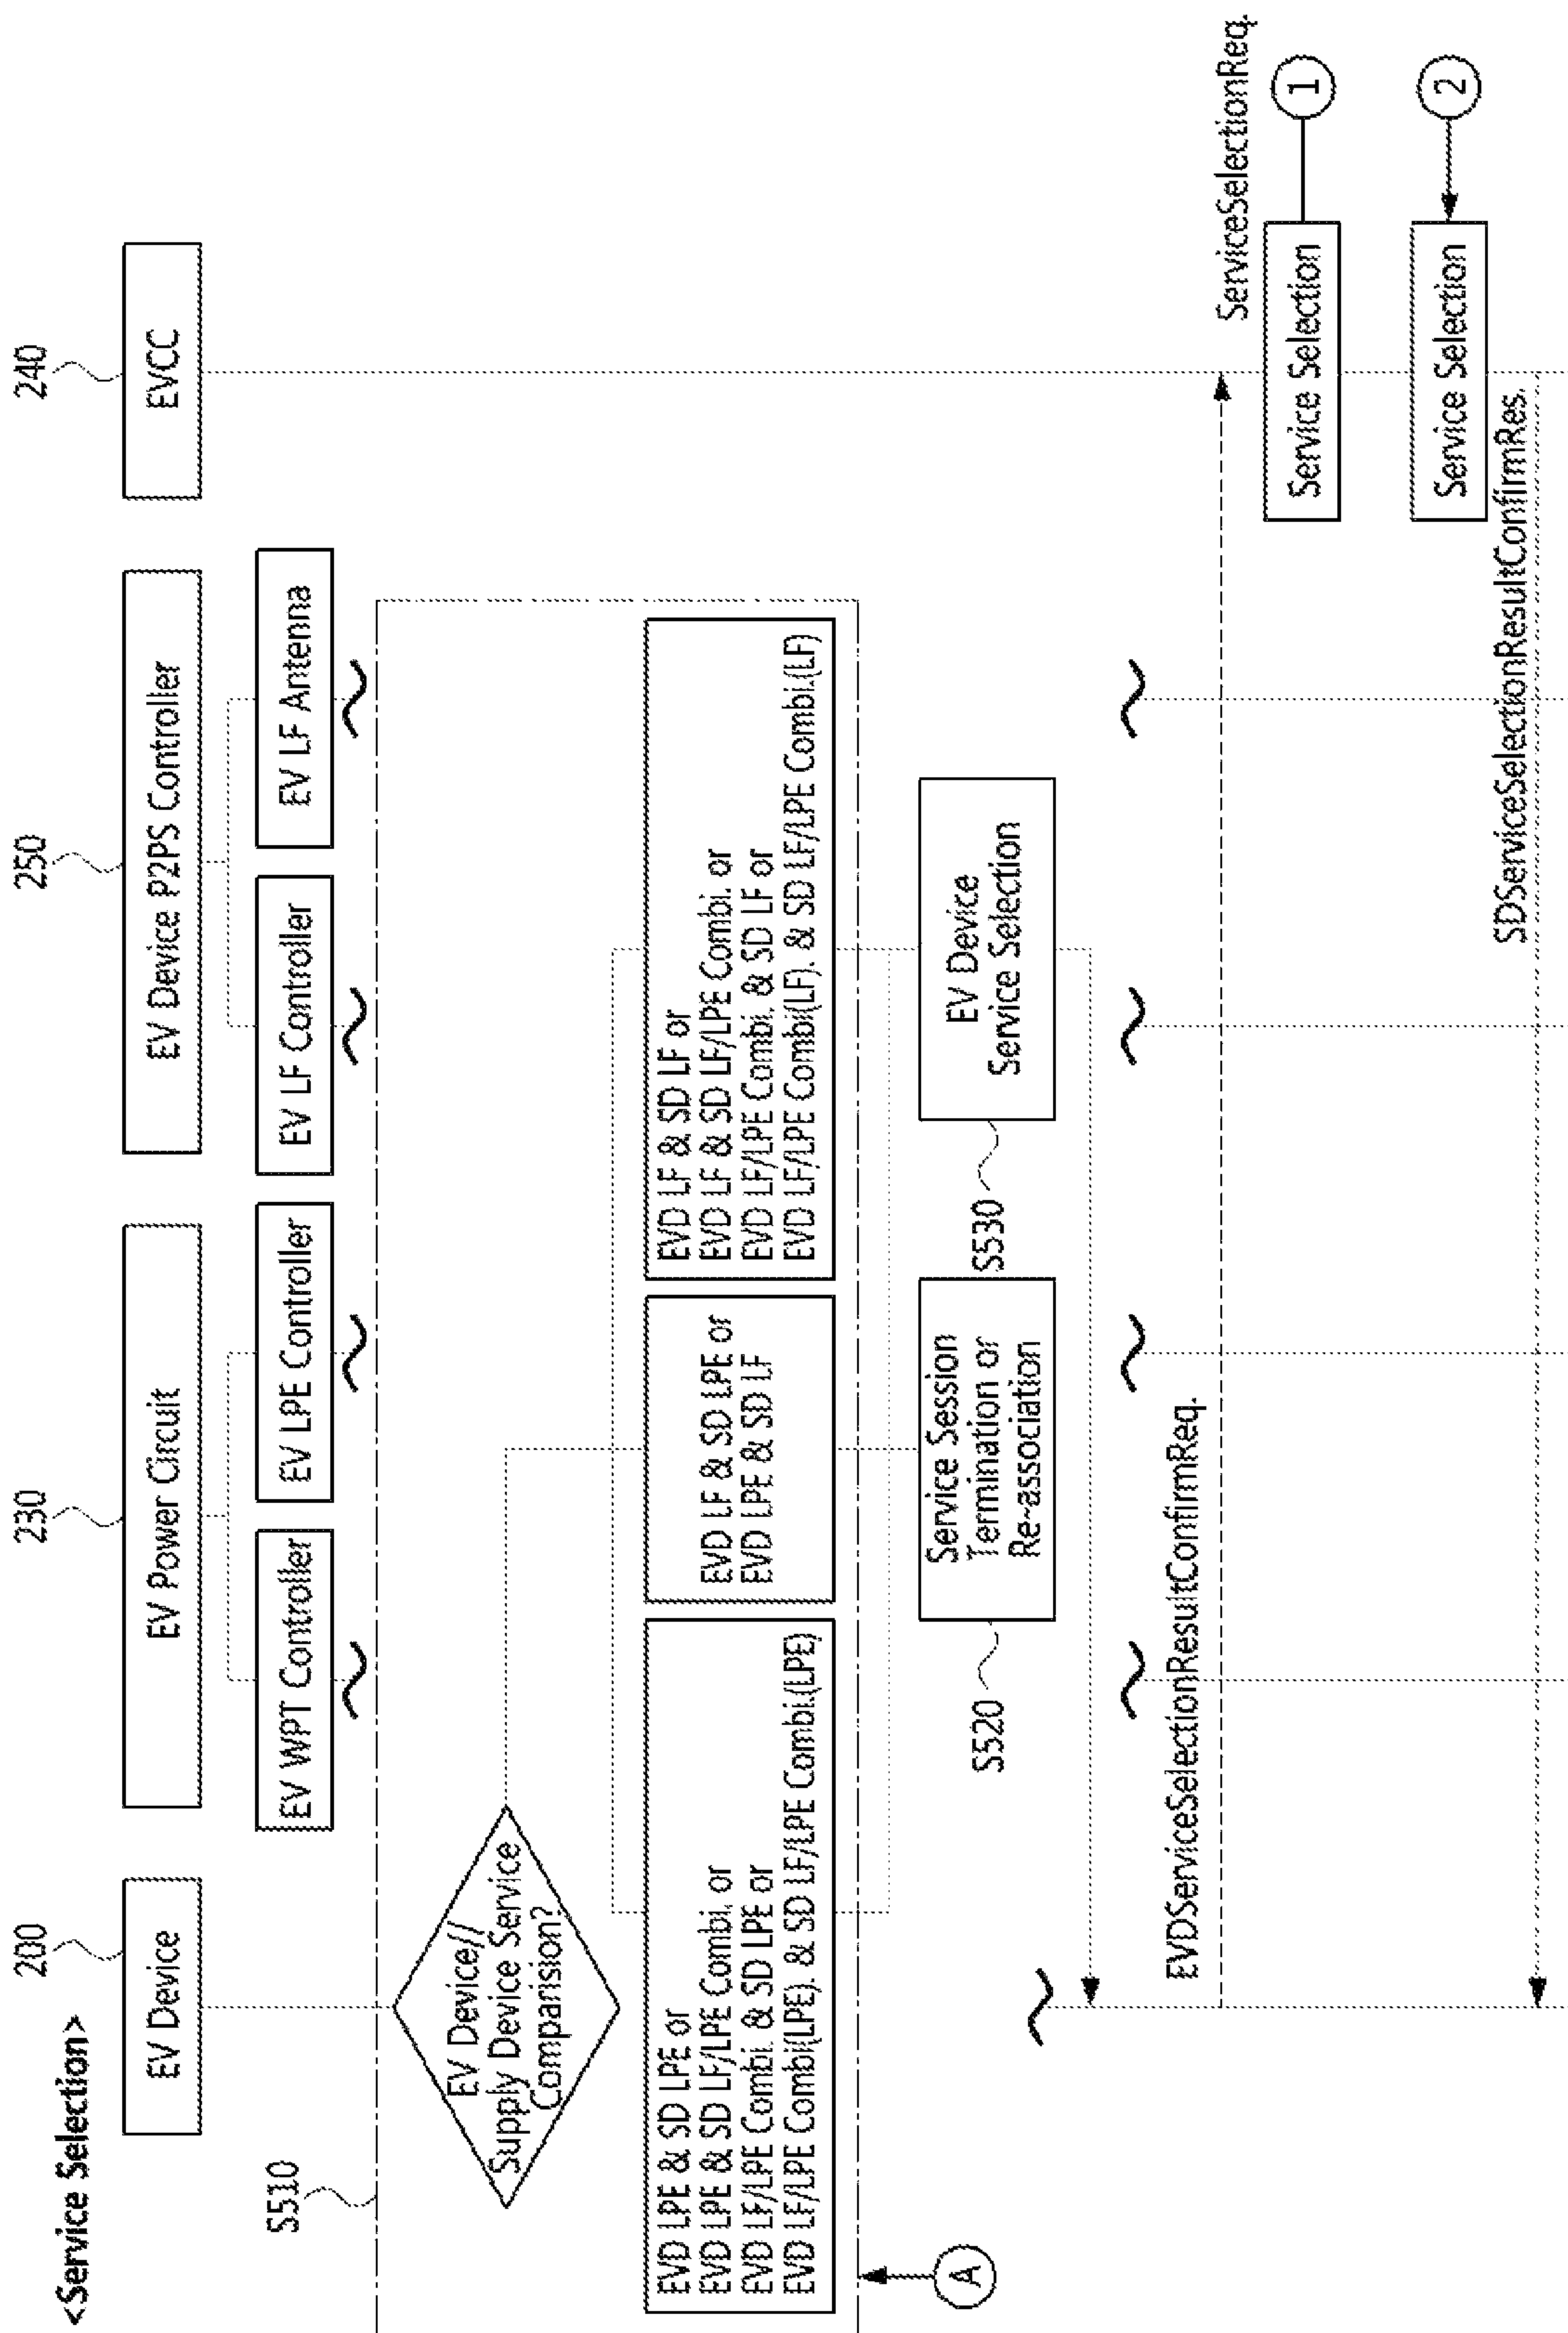 <Service Selection>
200
230
250
240
EV Device
EV Power Circuit
EV Device P2PS Controller
EVCC
EV WPT Controller
EV LPE Controller
EV LF Controller
EV LF Antenna
S510
EV Device//
Supply Device Service
Comparision?
EVD LPE & SD LPE or
EVD LPE & SD LF/LPE Combi. or
EVD LF/LPE Combi. & SD LPE or
EVD LF/LPE Combi(LPE). & SD LF/LPE Combi.(LPE)
EVD LF & SD LPE or
EVD LPE & SD LF
EVD LF & SD LF or
EVD LF & SD LF/LPE Combi. or
EVD LF/LPE Combi. & SD LF or
EVD LF/LPE Combi(LF). & SD LF/LPE Combi.(LF)
A
S520
Service Session
Termination or
Re-association
S530
EV Device
Service Selection
EVDServiceSelectionResultConfirmReq.
ServiceSelectionReq.
Service Selection
1
Service Selection
2
SDServiceSelectionResultConfirmRes.